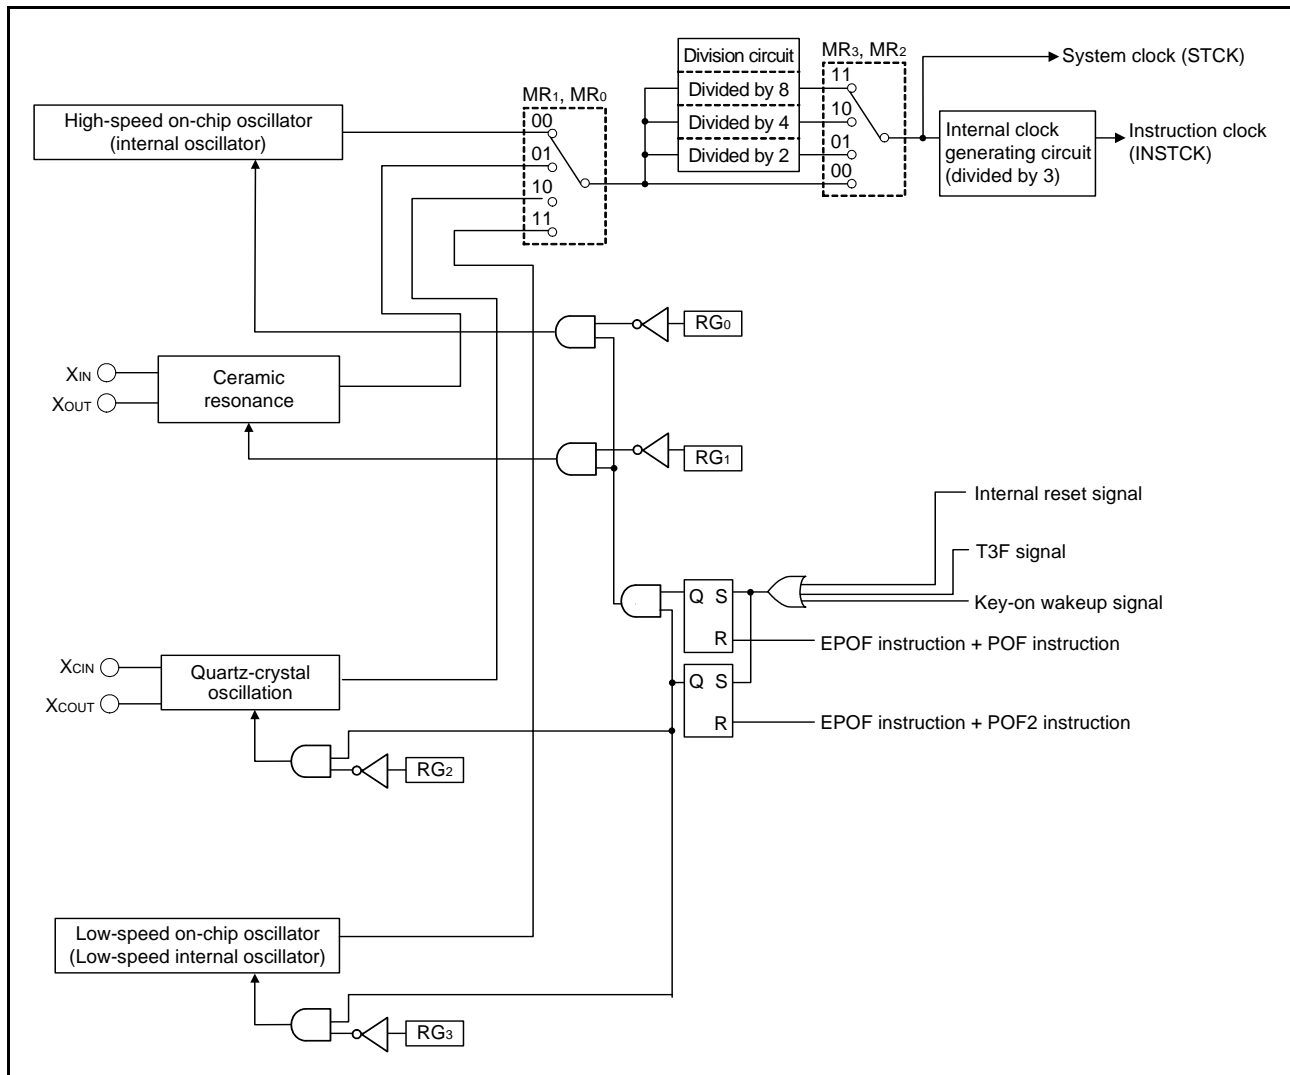 Division circuit
Divided by 8
Divided by 4
Divided by 2
MR3, MR2
11
10
01
00
System clock (STCK)
Internal clock
generating circuit
(divided by 3)
Instruction clock
(INSTCK)
MR1, MR0
00
01
10
11
High-speed on-chip oscillator
(internal oscillator)
RG0
XIN
XOUT
Ceramic
resonance
RG1
Internal reset signal
T3F signal
Key-on wakeup signal
Q S
R
EPOF instruction + POF instruction
XCIN
XCOUT
Quartz-crystal
oscillation
Q S
R
EPOF instruction + POF2 instruction
RG2
Low-speed on-chip oscillator
(Low-speed internal oscillator)
RG3